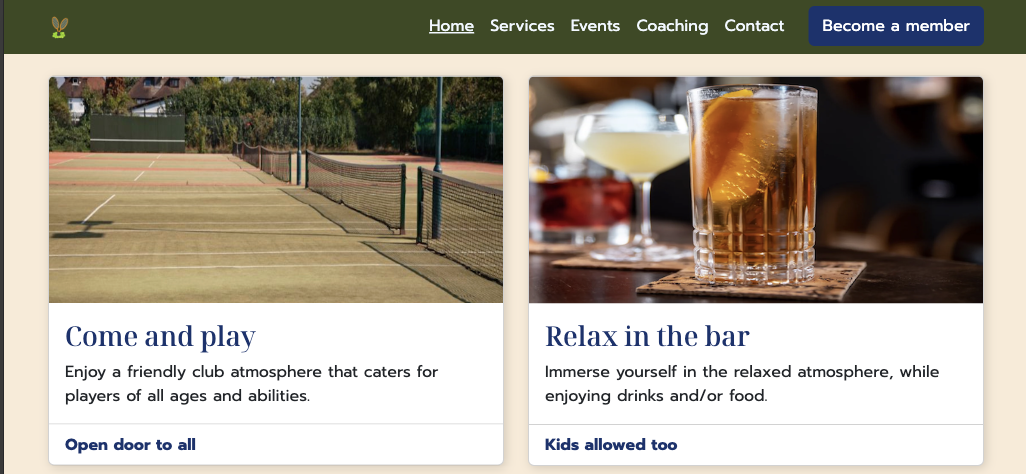 Home Services Events Coaching Contact Become a member
Come and play
Enjoy a friendly club atmosphere that caters for
players of all ages and abilities.
Open door to all
Relax in the bar
Immerse yourself in the relaxed atmosphere, while
enjoying drinks and/or food.
Kids allowed too